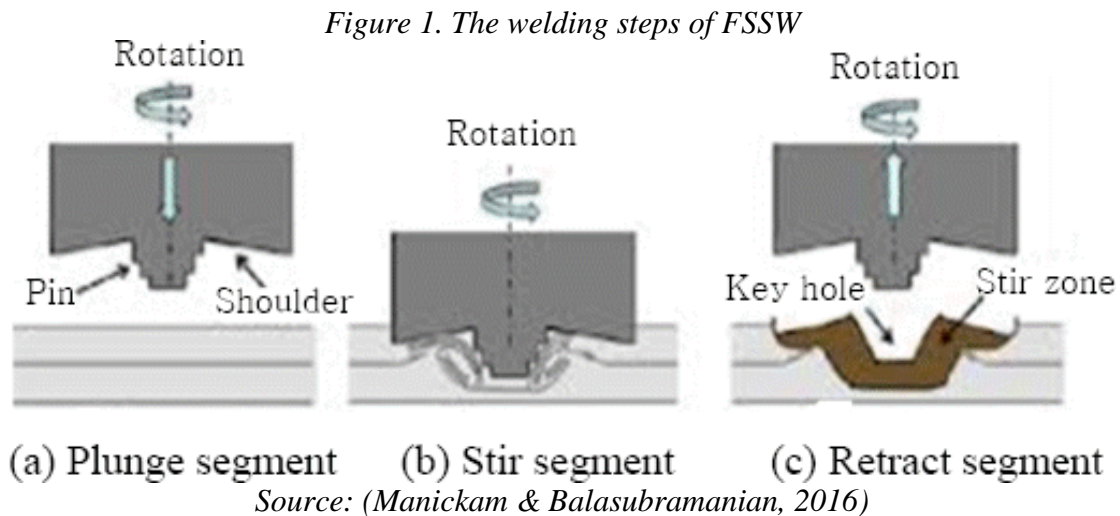 Figure 1. The welding steps of FSSW
Rotation
Rotation
Rotation
Pin
Shoulder
Key hole
Stir zone
(a) Plunge segment
(b) Stir segment
(c) Retract segment
Source: (Manickam & Balasubramanian, 2016)